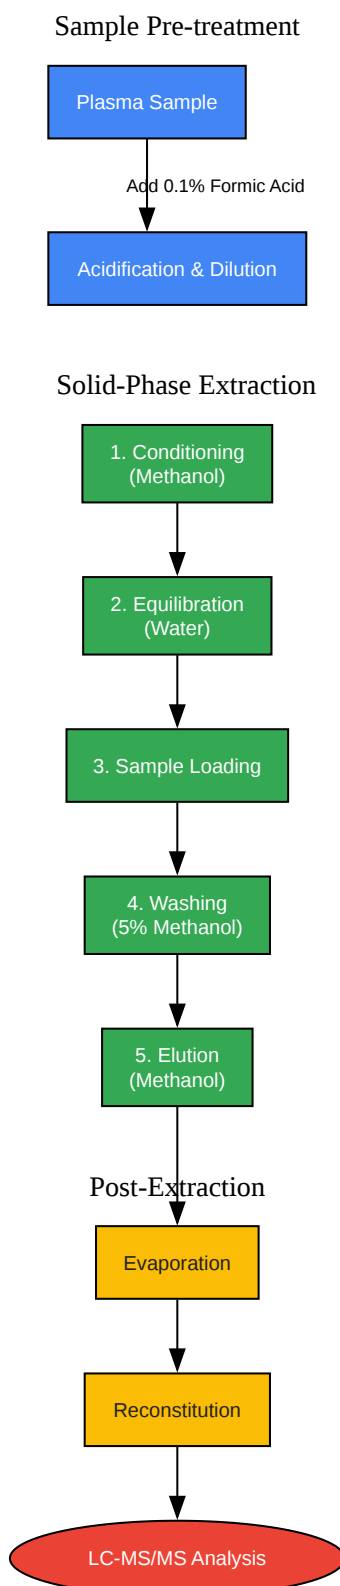 Sample Pre-treatment
Plasma Sample
Add 0.1% Formic Acid
Acidification & Dilution
Solid-Phase Extraction
1. Conditioning
(Methanol)
2. Equilibration
(Water)
3. Sample Loading
4. Washing
(5% Methanol)
5. Elution
(Methanol)
Post-Extraction
Evaporation
Reconstitution
LC-MS/MS Analysis